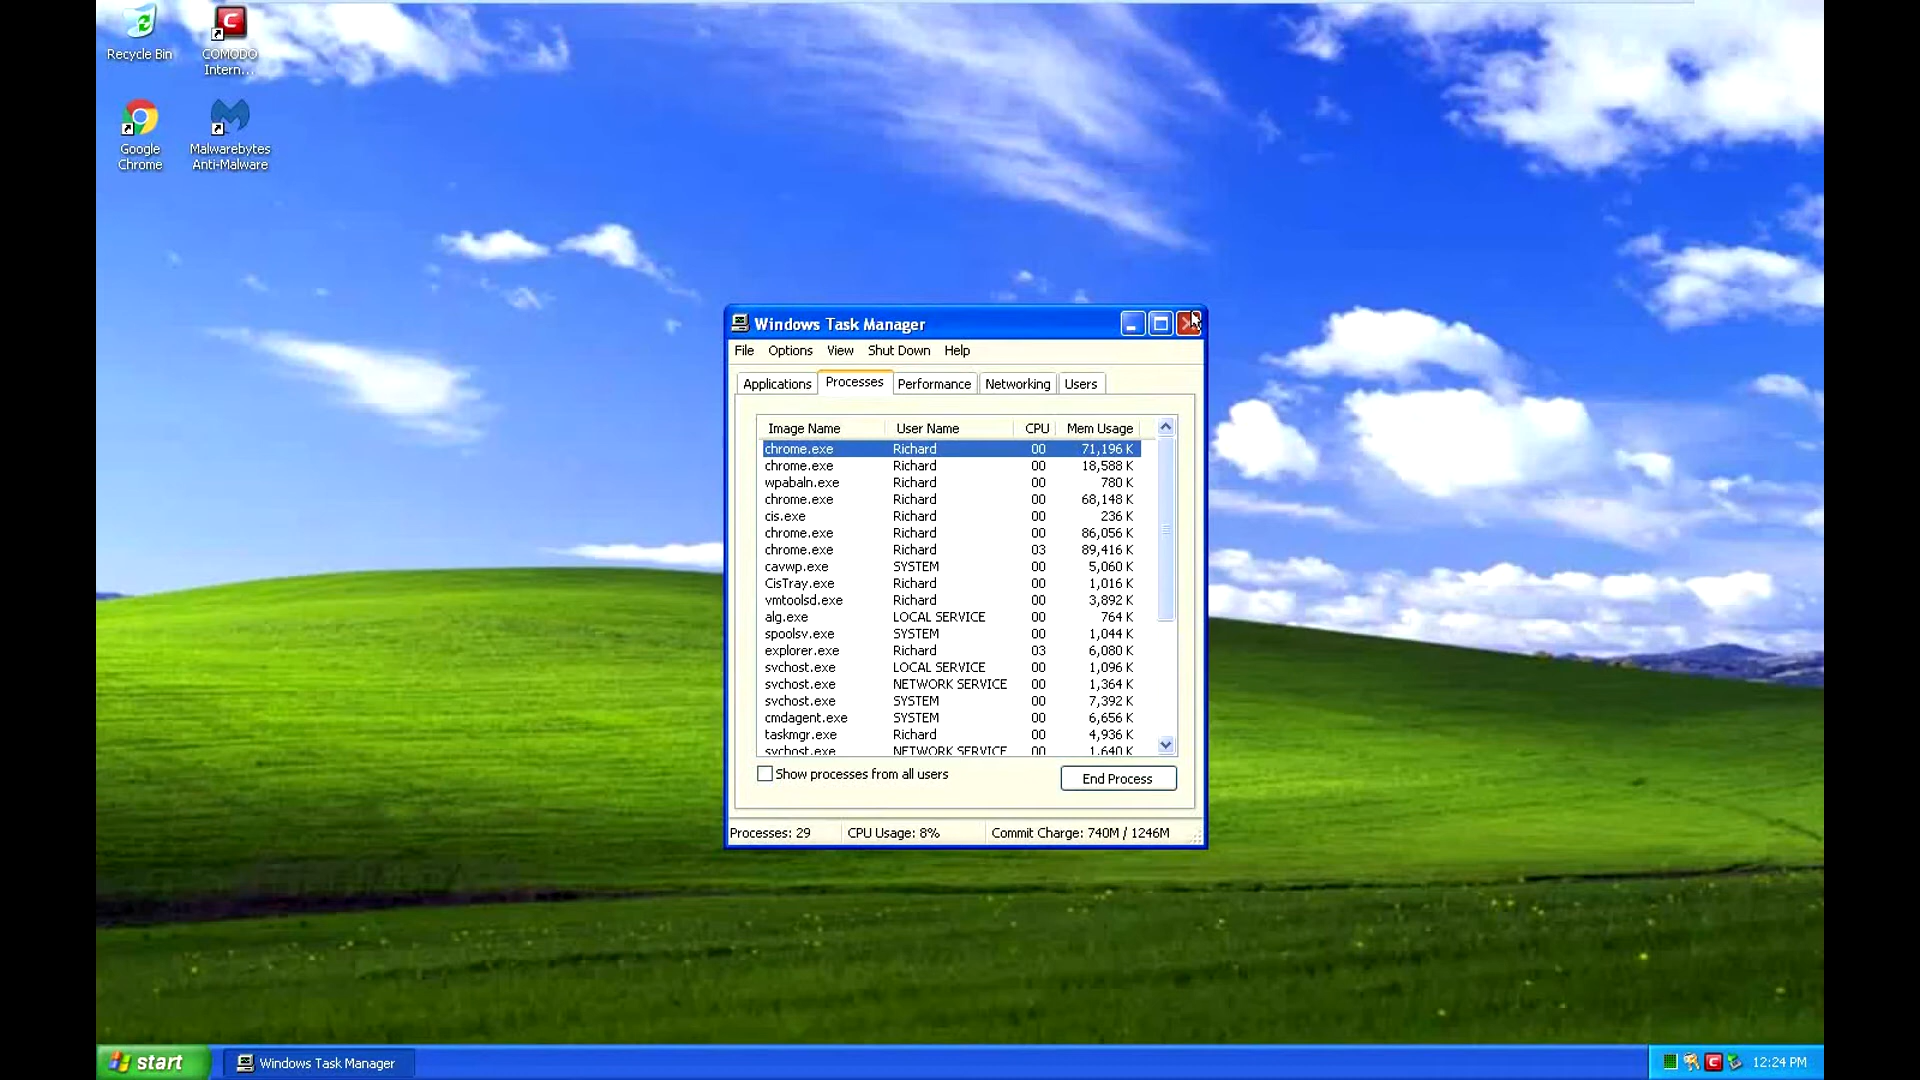 Recycle Bin
COMODO
Intern...
Google
Chrome
Malwarebytes
Anti-Malware
Windows Task Manager
File Options View Shut Down Help
Applications Processes Performance Networking Users
Image Name User Name CPU Mem Usage
chrome.exe Richard 00 71,196 K
chrome.exe Richard 00 18,588 K
wpabaln.exe Richard 00 780 K
chrome.exe Richard 00 68,148 K
cis.exe Richard 00 236 K
chrome.exe Richard 00 86,056 K
chrome.exe Richard 03 89,416 K
cavwp.exe SYSTEM 00 5,060 K
CisTray.exe Richard 00 1,016 K
vmtoolsd.exe Richard 00 3,892 K
alg.exe LOCAL SERVICE 00 764 K
spoolsv.exe SYSTEM 00 1,044 K
explorer.exe Richard 03 6,080 K
svchost.exe LOCAL SERVICE 00 1,096 K
svchost.exe NETWORK SERVICE 00 1,364 K
svchost.exe SYSTEM 00 7,392 K
cmdagent.exe SYSTEM 00 6,656 K
taskmgr.exe Richard 00 4,936 K
svchost.exe NETWORK SERVICE 00 1,640 K
Show processes from all users
End Process
Processes: 29 CPU Usage: 8% Commit Charge: 740M / 1246M
start
Windows Task Manager
12:24 PM